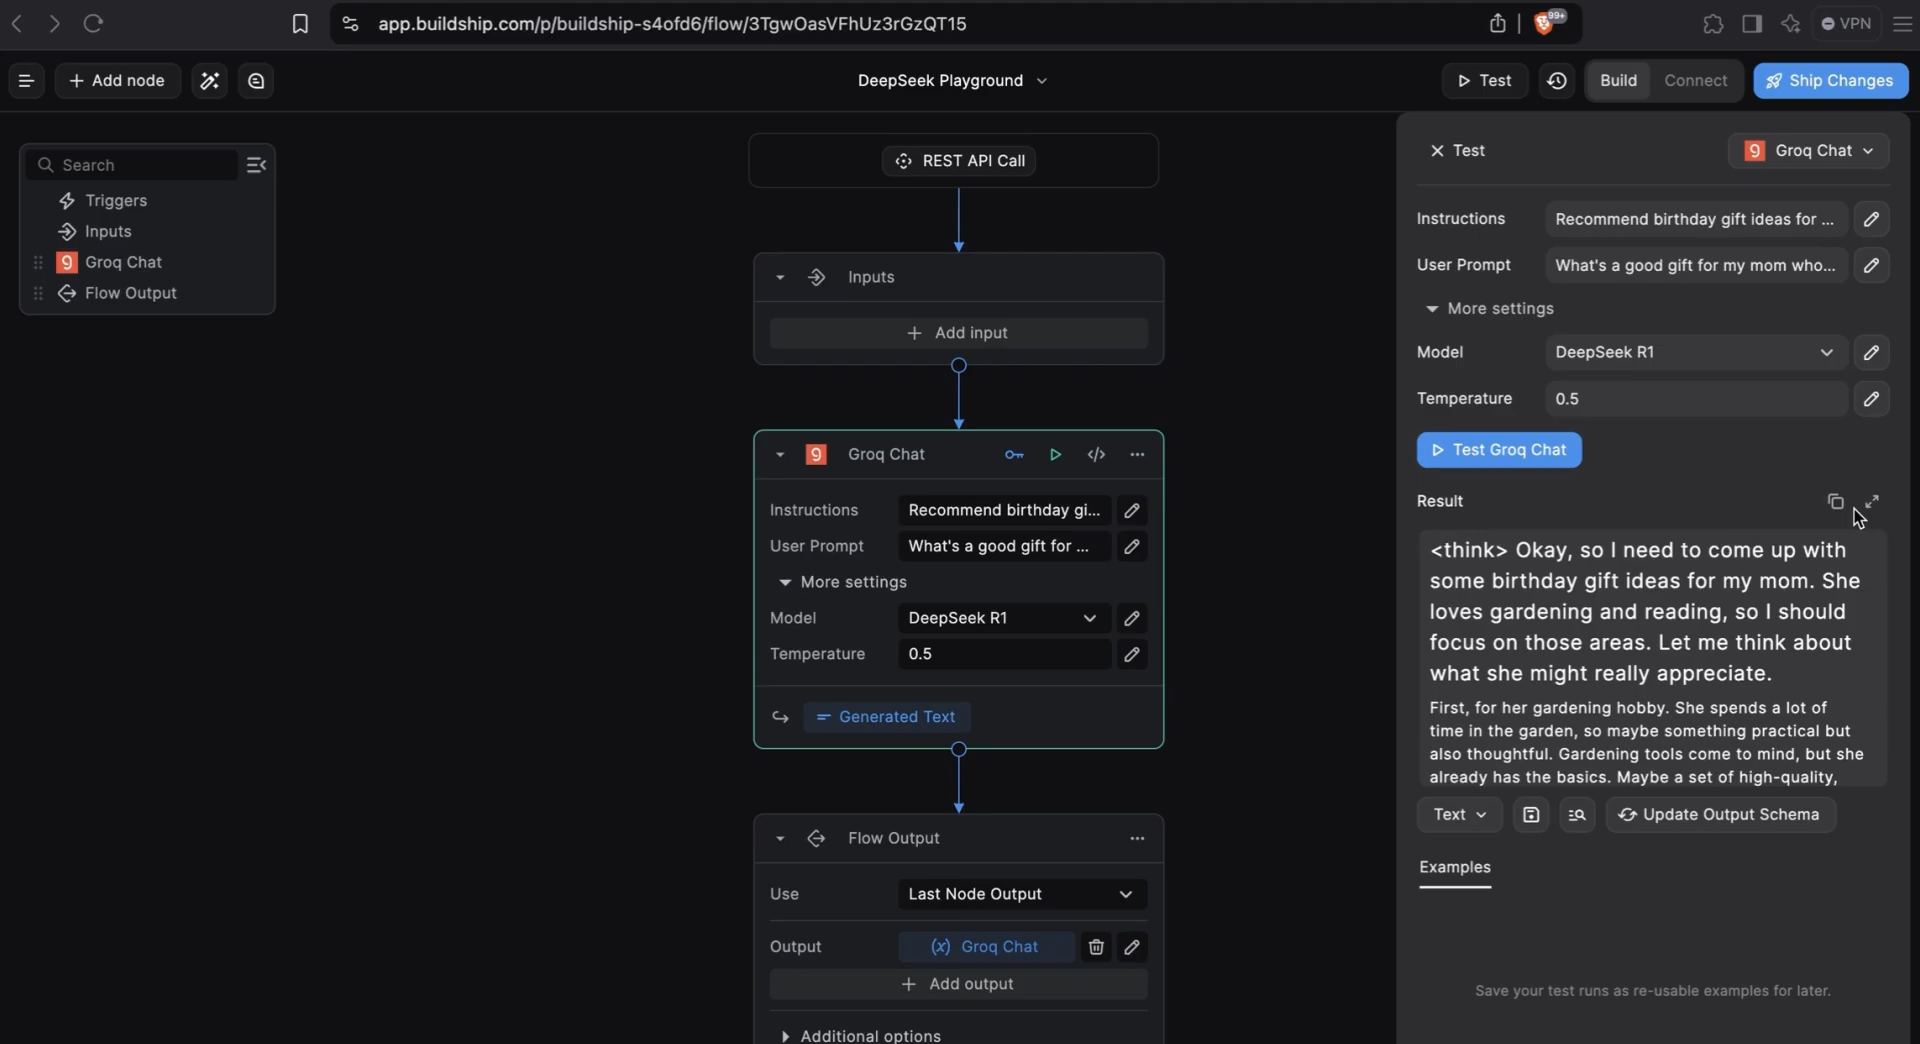 app.buildship.com/p/buildship-s4ofd6/flow/3TgwOasVFhUz3rGzQT15
99+
VPN
+ Add node
DeepSeek Playground
Test
Build
Connect
Ship Changes
Search
Triggers
Inputs
Groq Chat
Flow Output
REST API Call
Inputs
+ Add input
Groq Chat
Instructions
Recommend birthday gi...
User Prompt
What's a good gift for ...
More settings
Model
DeepSeek R1
Temperature
0.5
Generated Text
Flow Output
Use
Last Node Output
Output
(x) Groq Chat
+ Add output
Additional options
Test
Groq Chat
Instructions
Recommend birthday gift ideas for ...
User Prompt
What's a good gift for my mom who...
More settings
Model
DeepSeek R1
Temperature
0.5
Test Groq Chat
Result
<think> Okay, so I need to come up with
some birthday gift ideas for my mom. She
loves gardening and reading, so I should
focus on those areas. Let me think about
what she might really appreciate.
First, for her gardening hobby. She spends a lot of
time in the garden, so maybe something practical but
also thoughtful. Gardening tools come to mind, but she
already has the basics. Maybe a set of high-quality,
Text
Update Output Schema
Examples
Save your test runs as re-usable examples for later.